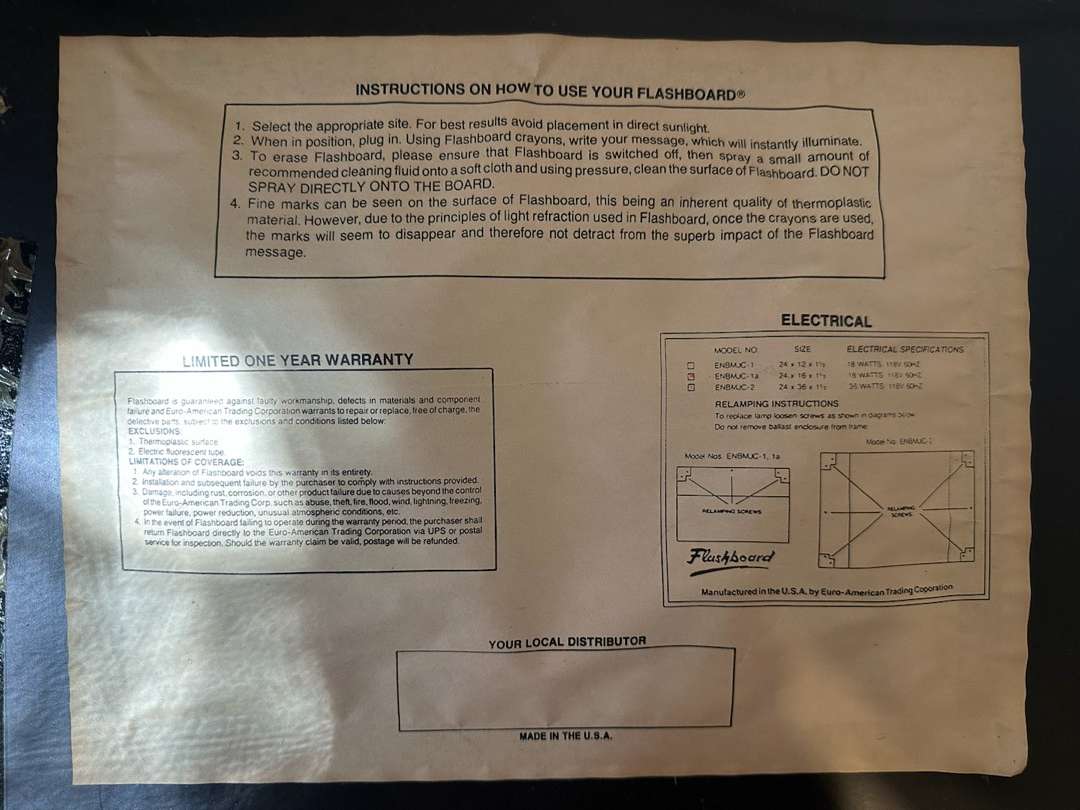 INSTRUCTIONS ON HOW TO USE YOUR FLASHBOARD®
1. Select the appropriate site. For best results avoid placement in direct sunlight.
2. When in position, plug in. Using Flashboard crayons, write your message, which will instantly illuminate.
3. To erase Flashboard, please ensure that Flashboard is switched off, then spray a small amount of
recommended cleaning fluid onto a soft cloth and using pressure, clean the surface of Flashboard. DO NOT
SPRAY DIRECTLY ONTO THE BOARD.
4. Fine marks can be seen on the surface of Flashboard, this being an inherent quality of thermoplastic
material. However, due to the principles of light refraction used in Flashboard, once the crayons are used,
the marks will seem to disappear and therefore not detract from the superb impact of the Flashboard
message.
LIMITED ONE YEAR WARRANTY
Flashboard is guaranteed against faulty workmanship, defects in materials and component
failure and Euro-American Trading Corporation warrants to repair or replace, free of charge, the
defective parts subject to the exclusions and conditions listed below:
EXCLUSIONS:
1. Thermoplastic surface
2. Electric fluorescent tube
LIMITATIONS OF COVERAGE:
1. Any alteration of Flashboard voids this warranty in its entirety.
2. Installation and subsequent failure by the purchaser to comply with instructions provided.
3. Damage, including rust, corrosion, or other product failure due to causes beyond the control
of the Euro-American Trading Corp. such as abuse, theft, fire, flood, wind, lightning, freezing,
power failure, power reduction, unusual atmospheric conditions, etc.
4. In the event of Flashboard failing to operate during the warranty period, the purchaser shall
return Flashboard directly to the Euro-American Trading Corporation via UPS or postal
service for inspection. Should the warranty claim be valid, postage will be refunded.
ELECTRICAL
MODEL NO. SIZE ELECTRICAL SPECIFICATIONS
ENBMJC-1 24 x 12 x 1½ 18 WATTS 118V 60HZ
ENBMJC-1a 24 x 16 x 1½ 18 WATTS 118V 60HZ
ENBMJC-2 24 x 36 x 1½ 36 WATTS 118V 60HZ
RELAMPING INSTRUCTIONS
To replace lamp loosen screws as shown in diagrams below
Do not remove ballast enclosure from frame
Model No. ENBMJC-2
Model Nos. ENBMJC-1, 1a
RELAMPING SCREWS
RELAMPING
SCREWS
Flashboard
Manufactured in the U.S.A. by Euro-American Trading Coporation
YOUR LOCAL DISTRIBUTOR
MADE IN THE U.S.A.